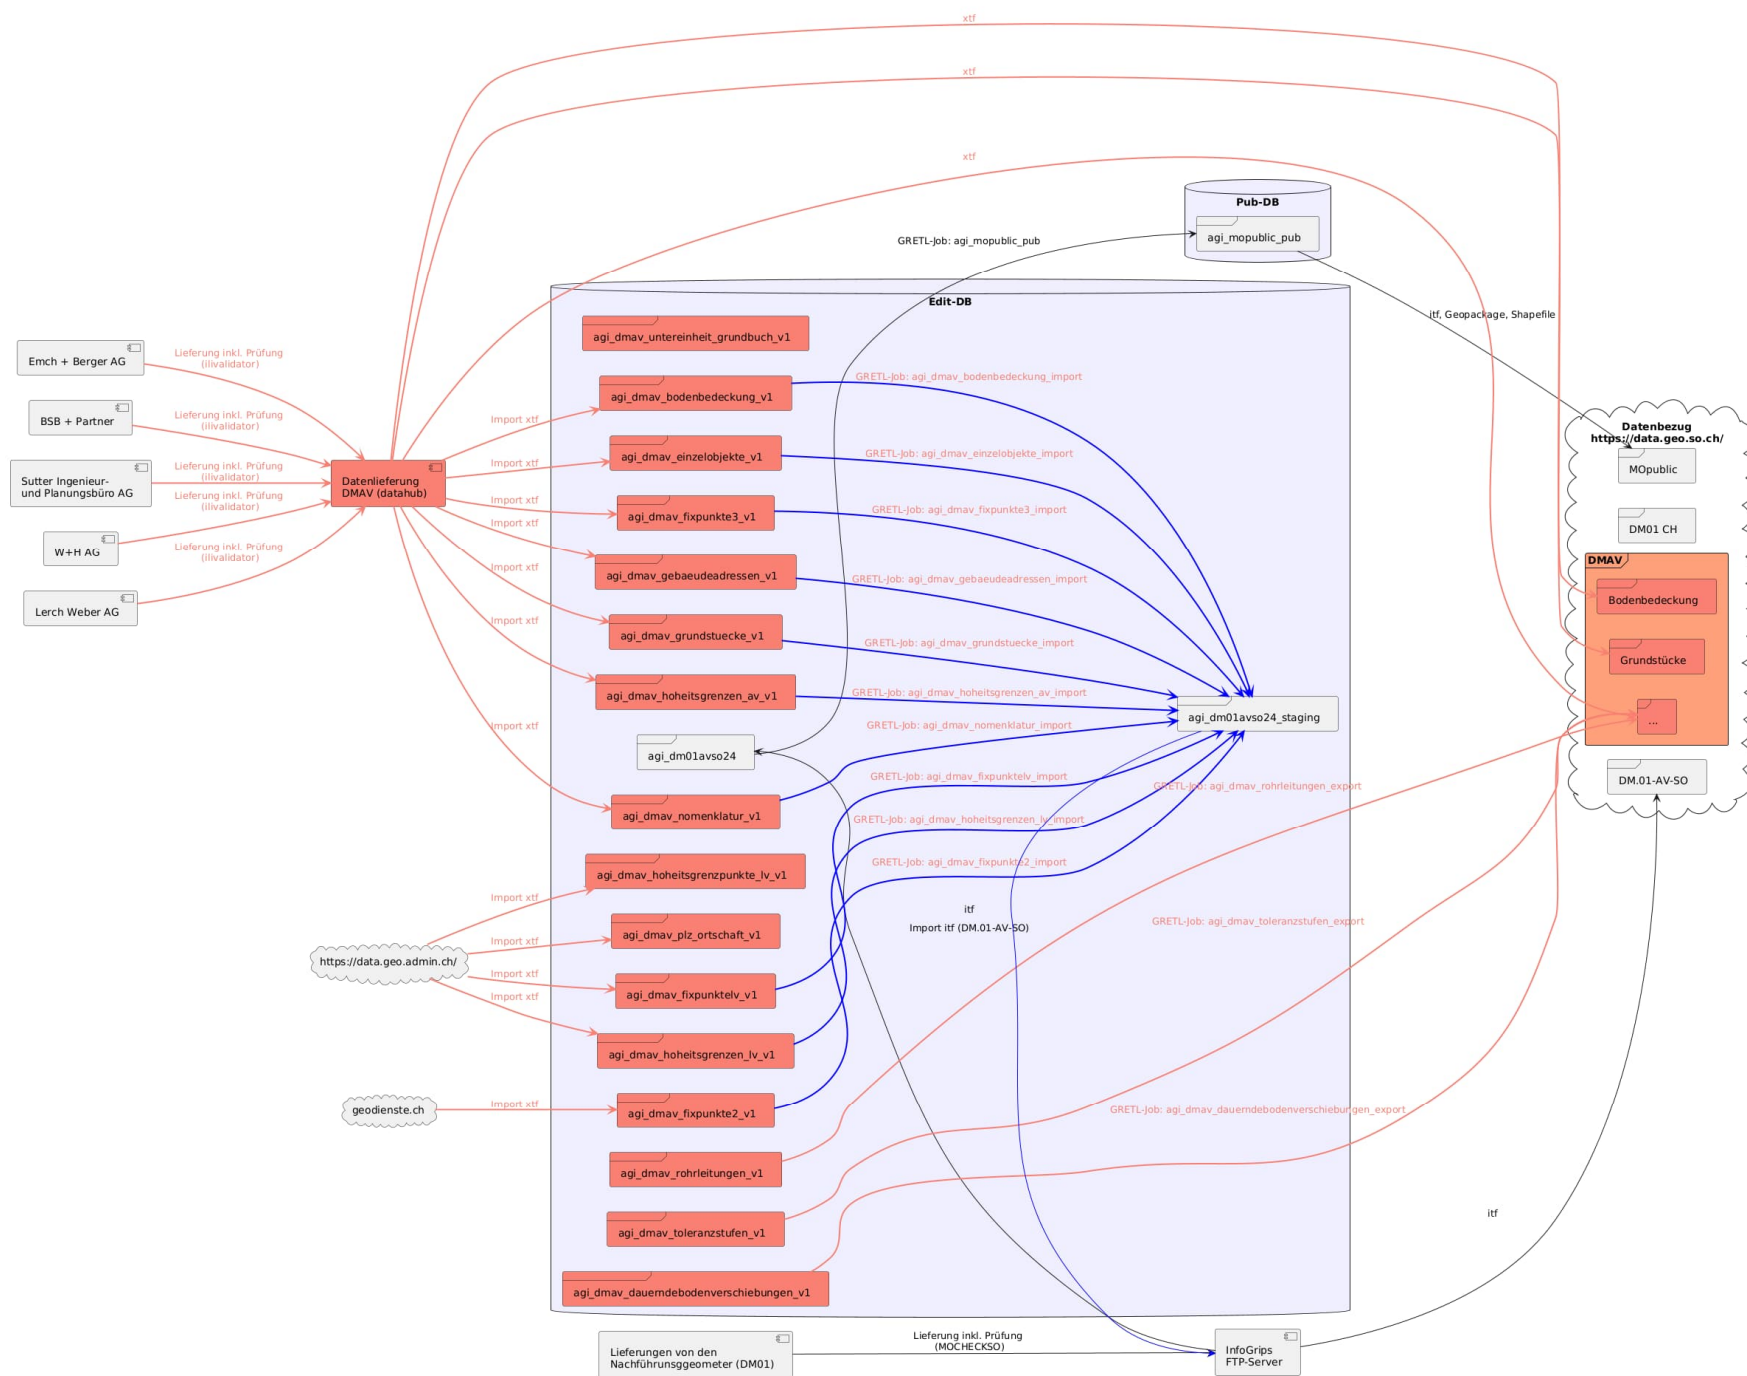 xtf
xtf
xtf
Pub-DB
agi_mopublic_pub
GRETL-Job: agi_mopublic_pub
itf, Geopackage, Shapefile
Edit-DB
agi_dmav_untereinheit_grundbuch_v1
agi_dmav_bodenbedeckung_v1
agi_dmav_einzelobjekte_v1
agi_dmav_fixpunkte3_v1
agi_dmav_gebaeudeadressen_v1
agi_dmav_grundstuecke_v1
agi_dmav_hoheitsgrenzen_av_v1
agi_dm01avso24
agi_dmav_nomenklatur_v1
agi_dmav_hoheitsgrenzpunkte_lv_v1
agi_dmav_plz_ortschaft_v1
agi_dmav_fixpunktelv_v1
agi_dmav_hoheitsgrenzen_lv_v1
agi_dmav_fixpunkte2_v1
agi_dmav_rohrleitungen_v1
agi_dmav_toleranzstufen_v1
agi_dmav_dauerndebodenverschiebungen_v1
Emch + Berger AG
BSB + Partner
Sutter Ingenieur-
und Planungsbüro AG
W+H AG
Lerch Weber AG
Lieferung inkl. Prüfung
(ilivalidator)
Lieferung inkl. Prüfung
(ilivalidator)
Lieferung inkl. Prüfung
(ilivalidator)
Lieferung inkl. Prüfung
(ilivalidator)
Lieferung inkl. Prüfung
(ilivalidator)
Datenlieferung
DMAV (datahub)
Import xtf
Import xtf
Import xtf
Import xtf
Import xtf
Import xtf
Import xtf
https://data.geo.admin.ch/
Import xtf
Import xtf
Import xtf
Import xtf
geodienste.ch
Import xtf
GRETL-Job: agi_dmav_bodenbedeckung_import
GRETL-Job: agi_dmav_einzelobjekte_import
GRETL-Job: agi_dmav_fixpunkte3_import
GRETL-Job: agi_dmav_gebaeudeadressen_import
GRETL-Job: agi_dmav_grundstuecke_import
GRETL-Job: agi_dmav_hoheitsgrenzen_av_import
GRETL-Job: agi_dmav_nomenklatur_import
GRETL-Job: agi_dmav_fixpunktelv_import
GRETL-Job: agi_dmav_hoheitsgrenzen_lv_import
GRETL-Job: agi_dmav_fixpunkte2_import
agi_dm01avso24_staging
GRETL-Job: agi_dmav_rohrleitungen_export
GRETL-Job: agi_dmav_toleranzstufen_export
GRETL-Job: agi_dmav_dauerndebodenverschiebungen_export
itf
Import itf (DM.01-AV-SO)
Datenbezug
https://data.geo.so.ch/
MOpublic
DM01 CH
DMAV
Bodenbedeckung
Grundstücke
...
DM.01-AV-SO
itf
Lieferungen von den
Nachführunsggeometer (DM01)
Lieferung inkl. Prüfung
(MOCHECKSO)
InfoGrips
FTP-Server